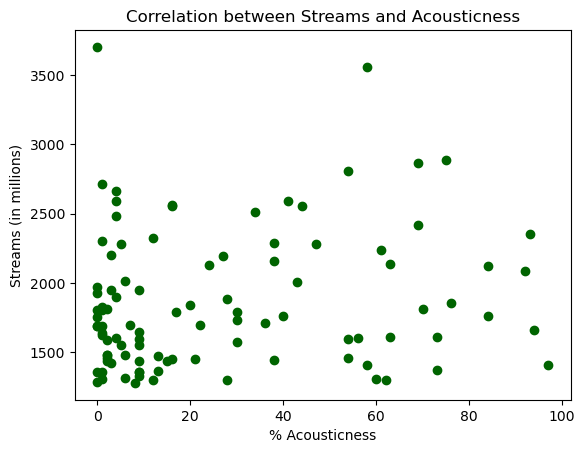 Correlation between Streams and Acousticness
Streams (in millions)
3500
3000
2500
2000
1500
0 20 40 60 80 100
% Acousticness